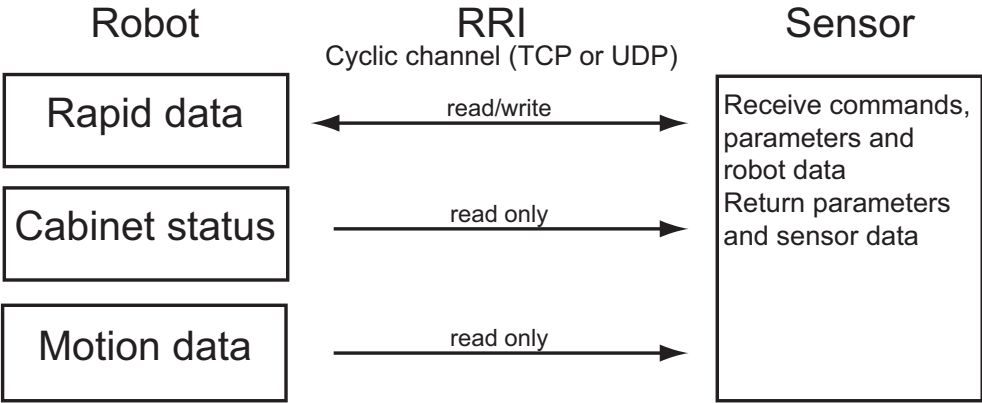 Robot
RRI
Sensor
Cyclic channel (TCP or UDP)
Rapid data
read/write
Receive commands,
parameters and
robot data
Return parameters
and sensor data
Cabinet status
read only
Motion data
read only